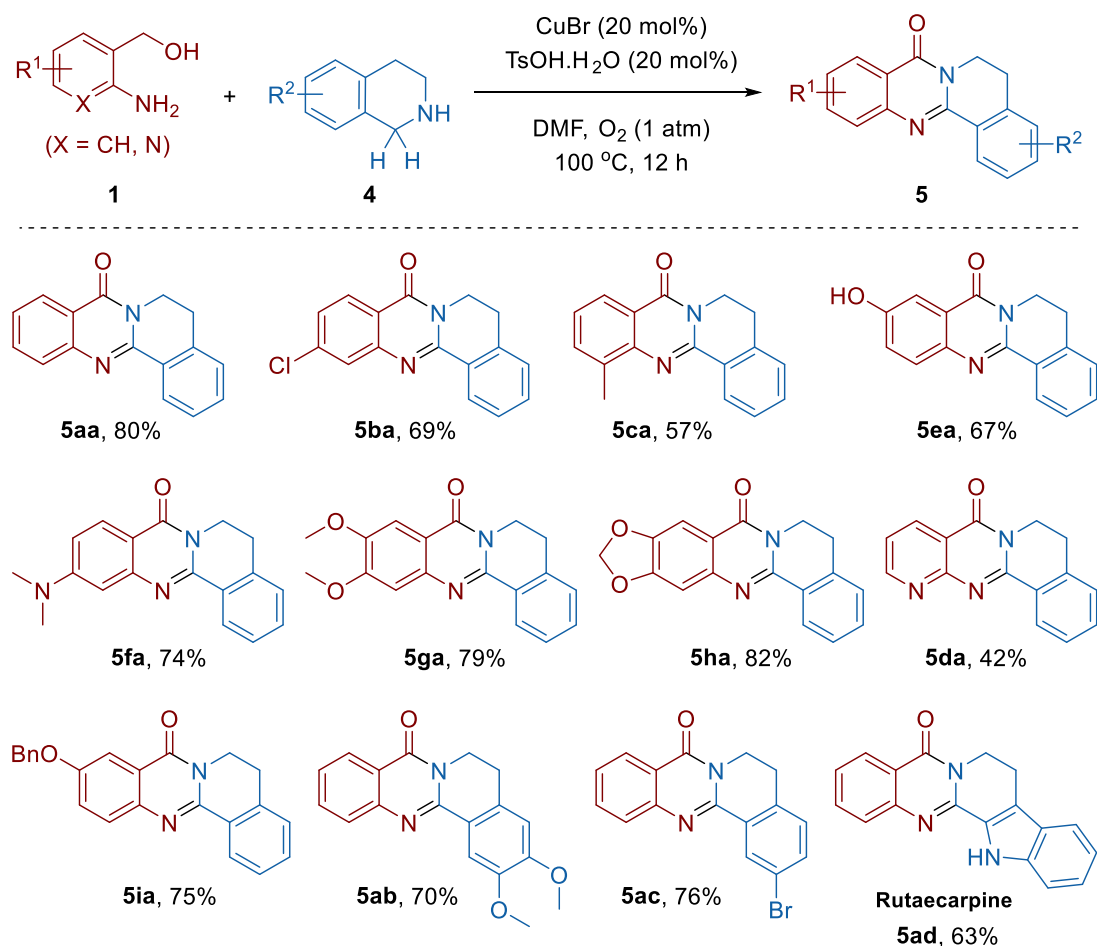 CuBr (20 mol%)
TsOH.H₂O (20 mol%)
DMF, O₂ (1 atm)
100 °C, 12 h
R¹
OH
NH₂
X
(X = CH, N)
1
+
R²
NH
H H
4
O
R¹
N
N
R²
5
O
N
N
5aa, 80%
O
N
Cl
N
5ba, 69%
O
N
N
5ca, 57%
O
HO
N
N
5ea, 67%
O
N
N
N
5fa, 74%
O
O
N
O
N
5ga, 79%
O
O
N
O
N
5ha, 82%
O
N
N
N
5da, 42%
O
BnO
N
N
5ia, 75%
O
N
N
O
O
5ab, 70%
O
N
N
Br
5ac, 76%
O
N
N
HN
Rutaecarpine
5ad, 63%